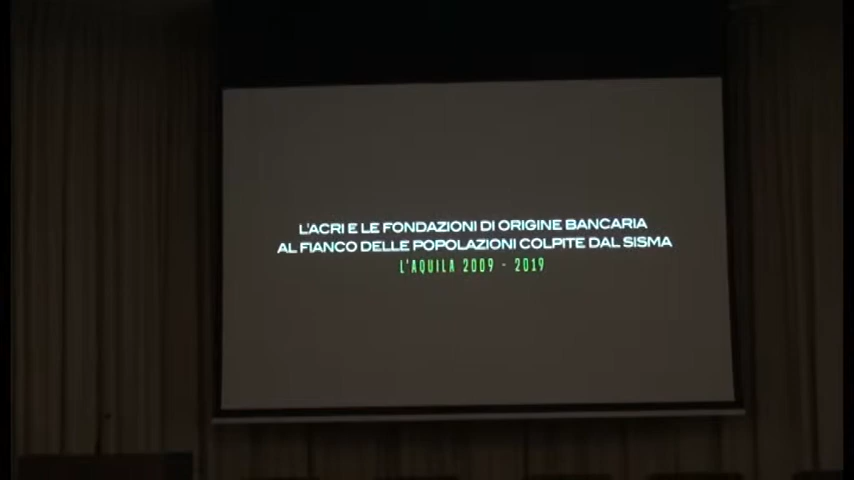 L'ACRI E LE FONDAZIONI DI ORIGINE BANCARIA
AL FIANCO DELLE POPOLAZIONI COLPITE DAL SISMA
L'AQUILA 2009 - 2019